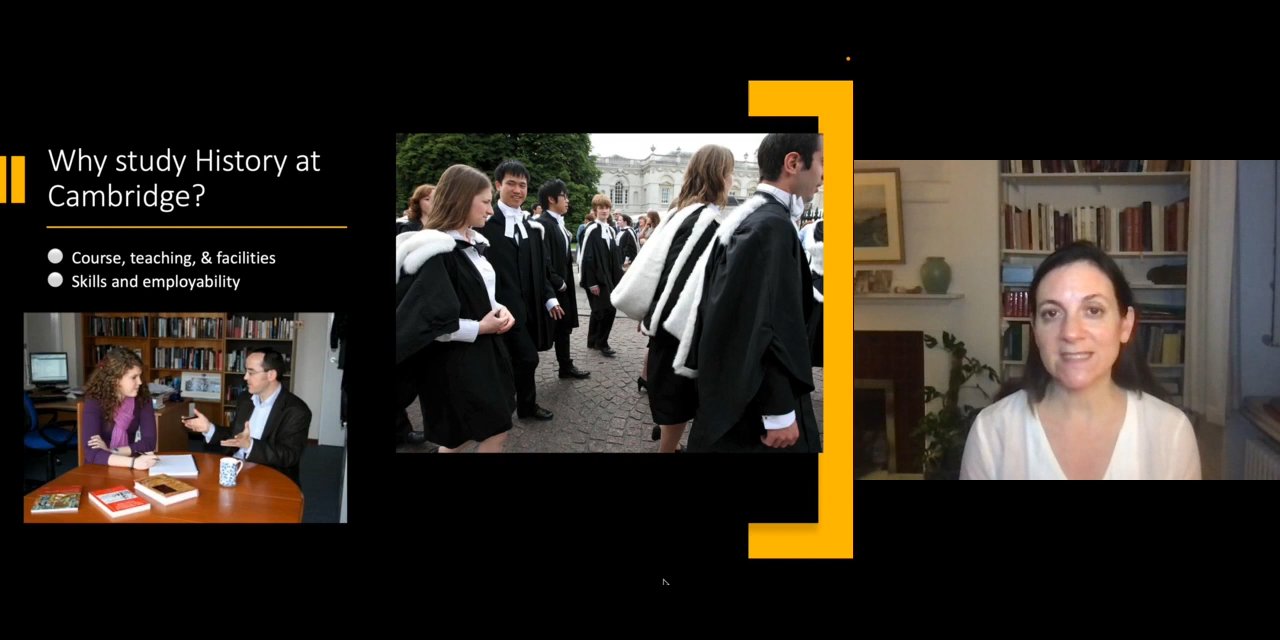 Why study History at
Cambridge?
Course, teaching, & facilities
Skills and employability